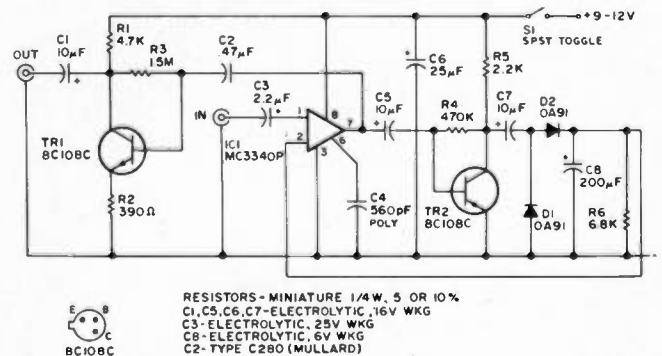 OUT
C1
10µF
+
R1
4.7K
R3
1.5M
C2
.47µF
C3
2.2µF
+
IN
IC1
MC3340P
1
2
8
7
6
3
C4
560pF
POLY
C5
10µF
+
C6
25µF
+
R4
470K
R5
2.2K
C7
10µF
+
D2
OA91
D1
OA91
C8
200µF
+
R6
6.8K
S1
SPST TOGGLE
+9-12V
TR1
BC108C
R2
390Ω
TR2
BC108C
E
B
C
BC108C
RESISTORS-MINIATURE 1/4W, 5 OR 10%
C1,C5,C6,C7-ELECTROLYTIC, 16V WKG
C3-ELECTROLYTIC, 25V WKG
C8-ELECTROLYTIC, 6V WKG
C2-TYPE C280 (MULLARD)